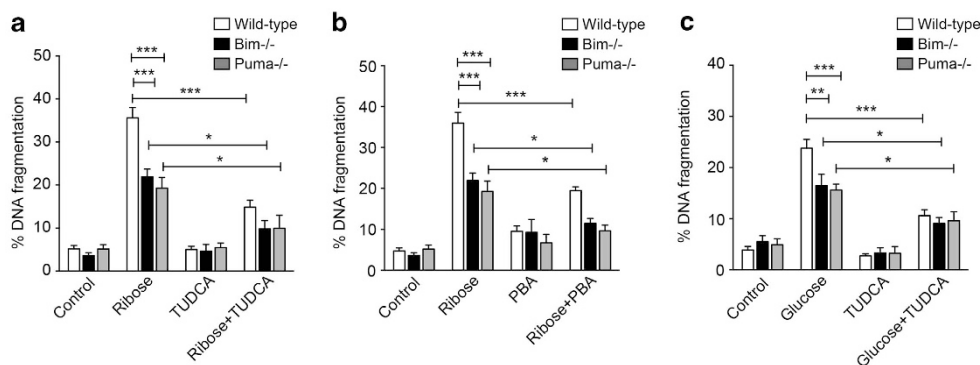 a
Wild-type
Bim-/-
Puma-/-
% DNA fragmentation
50
40
30
20
10
0
***
***
***
*
*
Control
Ribose
TUDCA
Ribose+TUDCA
b
Wild-type
Bim-/-
Puma-/-
% DNA fragmentation
50
40
30
20
10
0
***
***
***
*
*
Control
Ribose
PBA
Ribose+PBA
c
Wild-type
Bim-/-
Puma-/-
% DNA fragmentation
40
30
20
10
0
***
**
***
*
*
Control
Glucose
TUDCA
Glucose+TUDCA